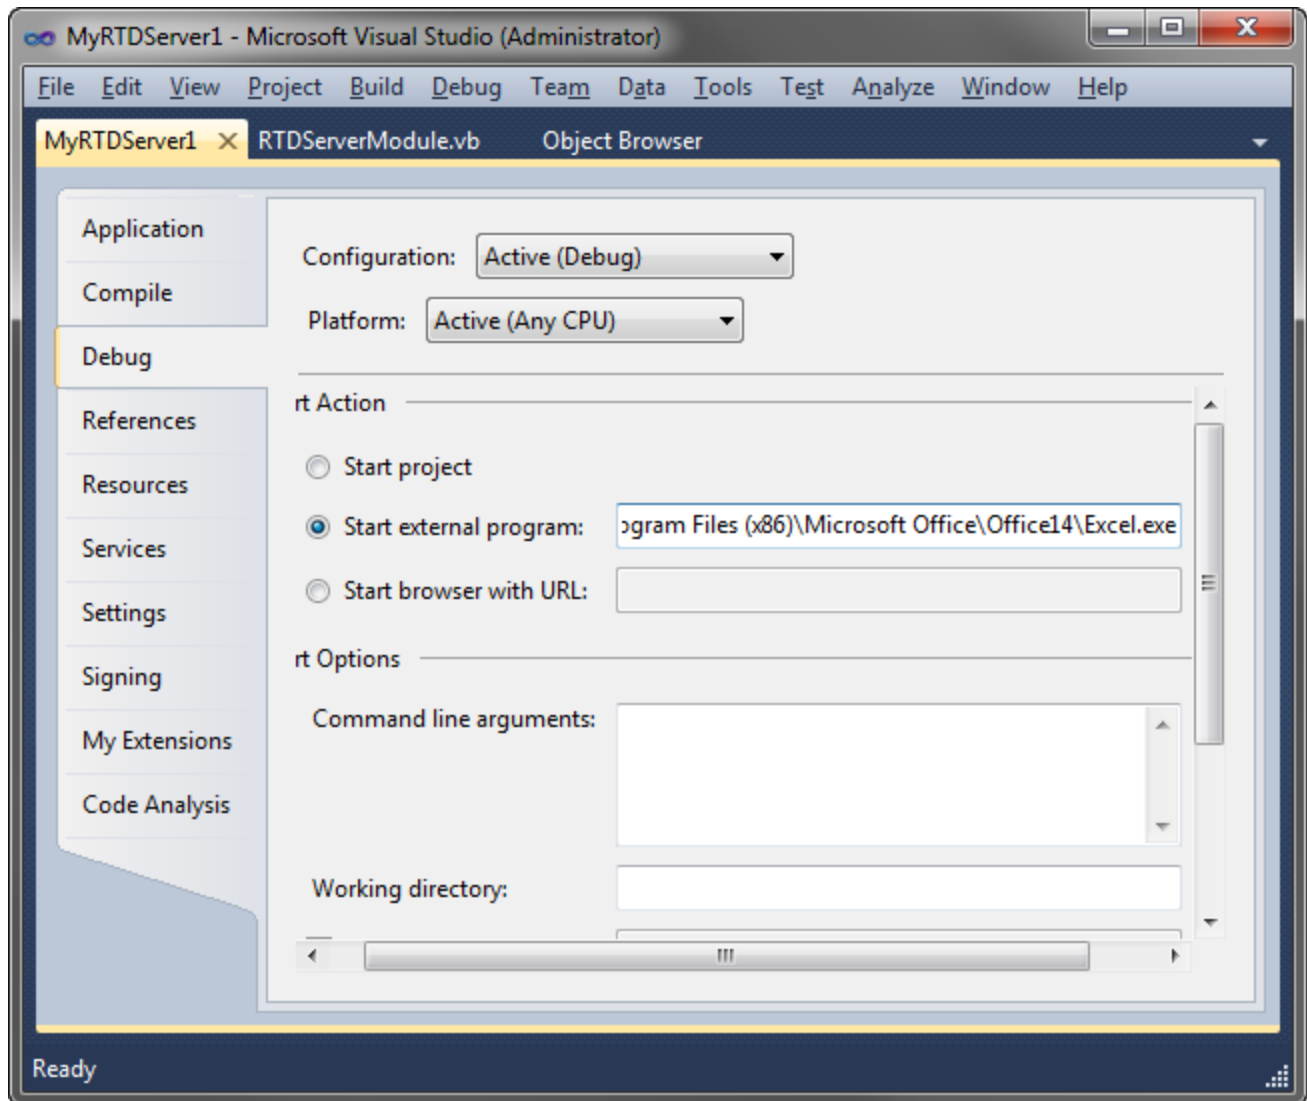 MyRTDServer1 - Microsoft Visual Studio (Administrator)
File Edit View Project Build Debug Team Data Tools Test Analyze Window Help
MyRTDServer1 RTDServerModule.vb Object Browser
Application
Compile
Debug
References
Resources
Services
Settings
Signing
My Extensions
Code Analysis
Configuration: Active (Debug)
Platform: Active (Any CPU)
rt Action
Start project
Start external program: ogram Files (x86)\Microsoft Office\Office14\Excel.exe
Start browser with URL:
rt Options
Command line arguments:
Working directory:
Ready